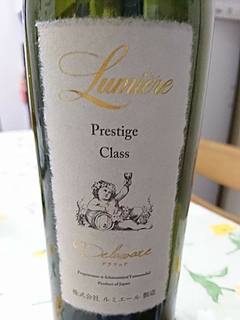 Lumière
Prestige
Class
Delaware
デラウェア
Product of Japan
株式会社 ルミエール 製造